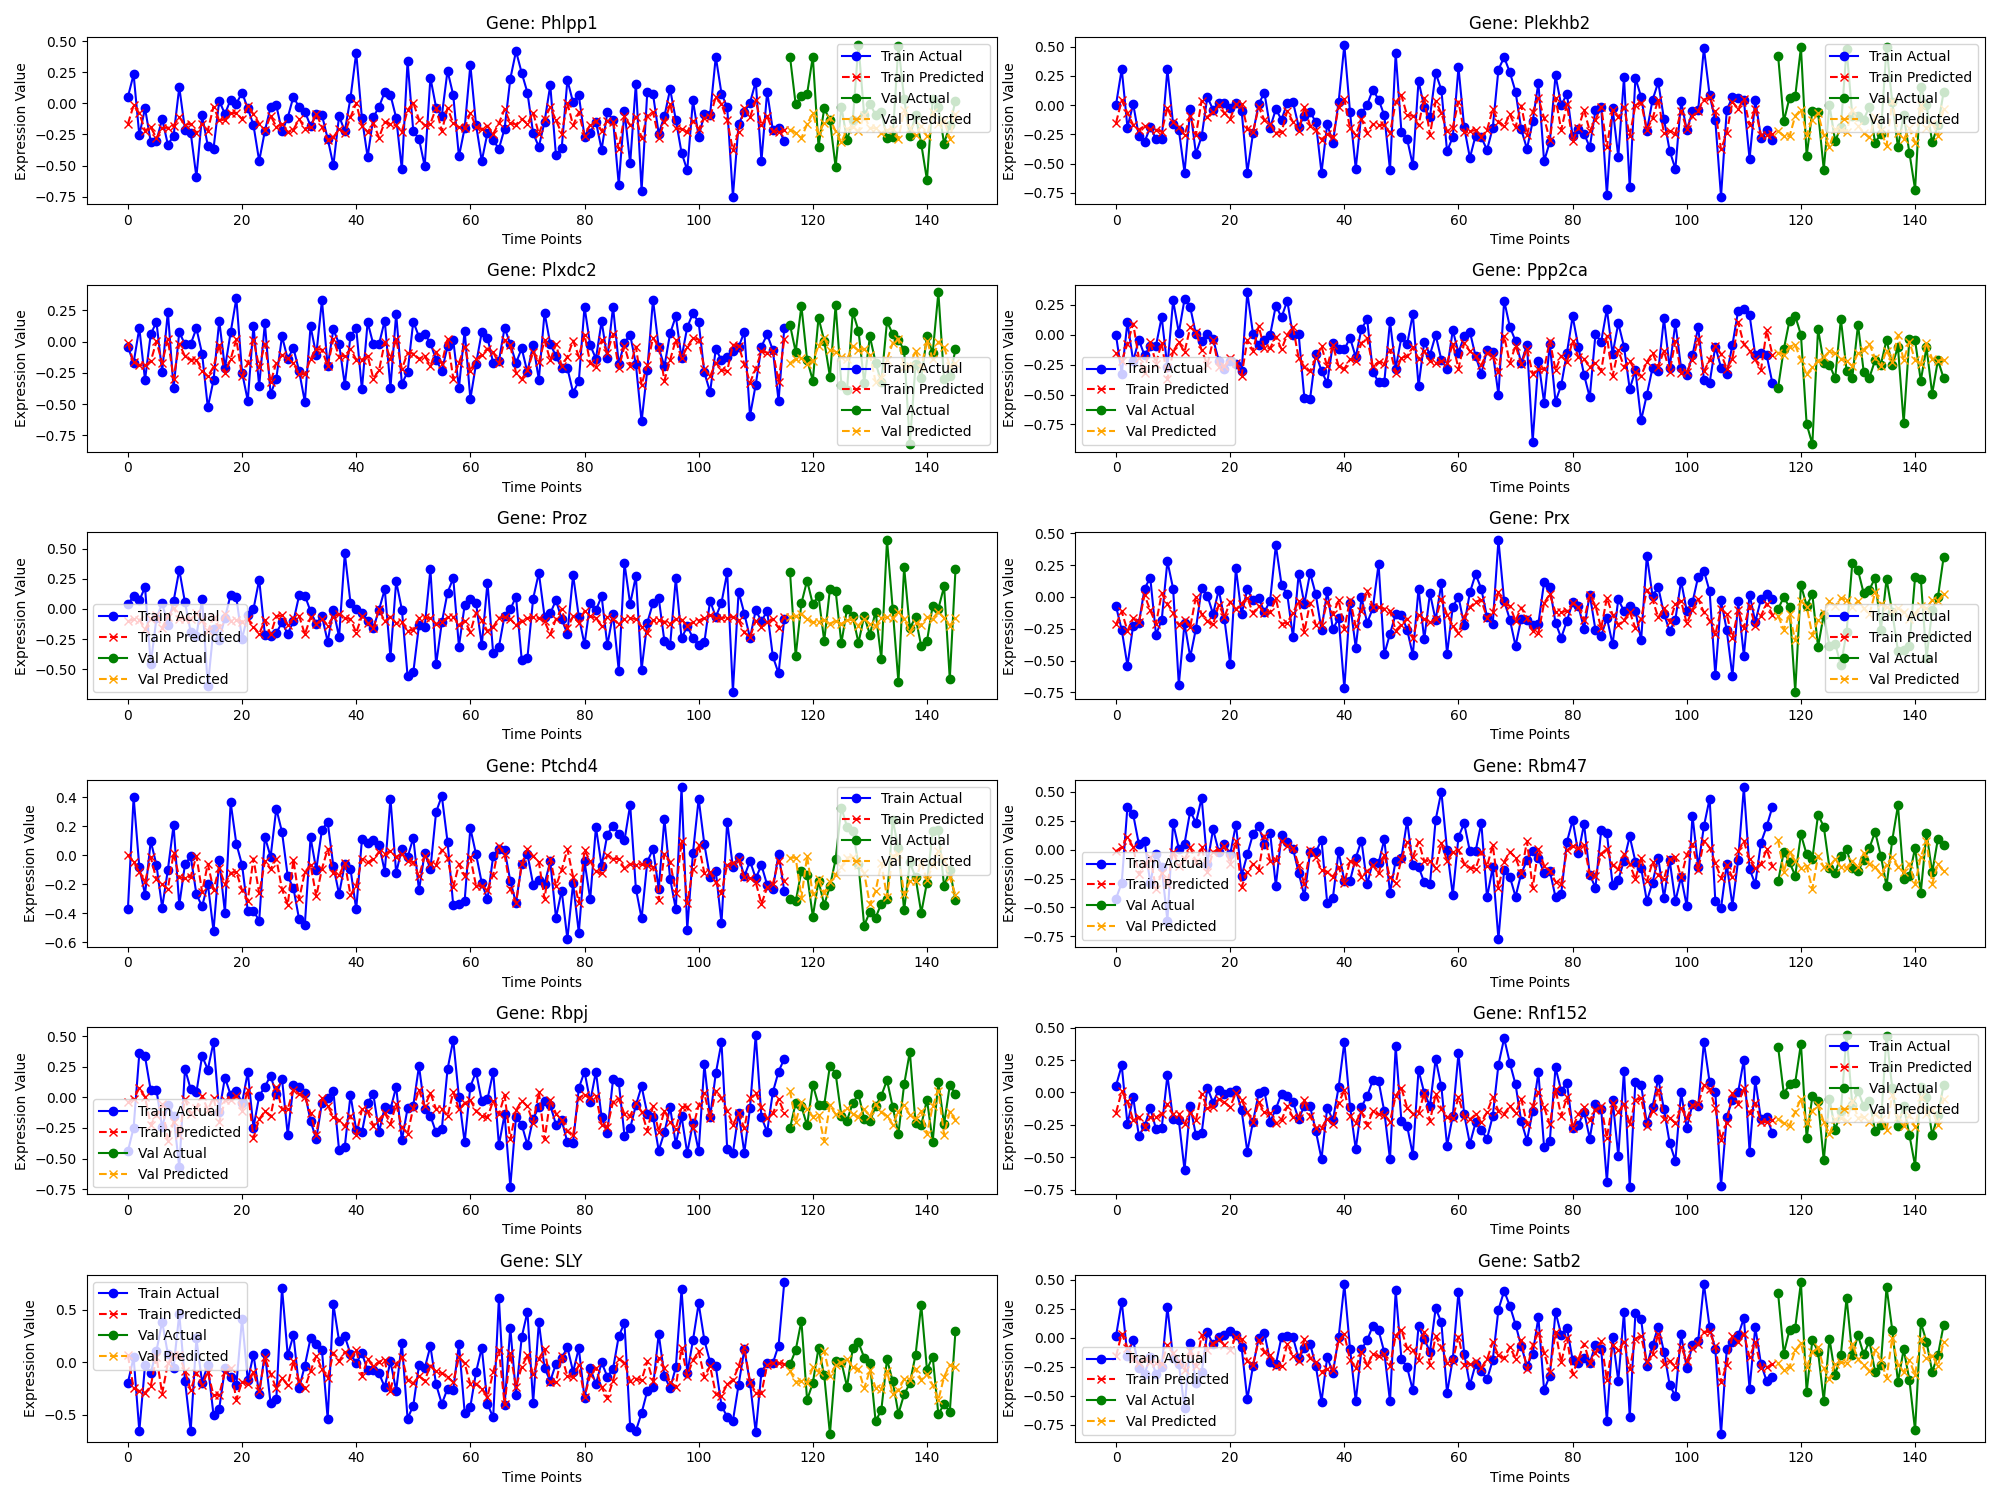 Gene: Phlpp1
Expression Value
0.50
0.25
0.00
−0.25
−0.50
−0.75
Train Actual
Train Predicted
Val Actual
Val Predicted
0 20 40 60 80 100 120 140
Time Points
Gene: Plekhb2
Expression Value
0.50
0.25
0.00
−0.25
−0.50
−0.75
Train Actual
Train Predicted
Val Actual
Val Predicted
0 20 40 60 80 100 120 140
Time Points
Gene: Plxdc2
Expression Value
0.25
0.00
−0.25
−0.50
−0.75
Train Actual
Train Predicted
Val Actual
Val Predicted
0 20 40 60 80 100 120 140
Time Points
Gene: Ppp2ca
Expression Value
0.25
0.00
−0.25
−0.50
−0.75
Train Actual
Train Predicted
Val Actual
Val Predicted
0 20 40 60 80 100 120 140
Time Points
Gene: Proz
Expression Value
0.50
0.25
0.00
−0.25
−0.50
Train Actual
Train Predicted
Val Actual
Val Predicted
0 20 40 60 80 100 120 140
Time Points
Gene: Prx
Expression Value
0.50
0.25
0.00
−0.25
−0.50
−0.75
Train Actual
Train Predicted
Val Actual
Val Predicted
0 20 40 60 80 100 120 140
Time Points
Gene: Ptchd4
Expression Value
0.4
0.2
0.0
−0.2
−0.4
−0.6
Train Actual
Train Predicted
Val Actual
Val Predicted
0 20 40 60 80 100 120 140
Time Points
Gene: Rbm47
Expression Value
0.50
0.25
0.00
−0.25
−0.50
−0.75
Train Actual
Train Predicted
Val Actual
Val Predicted
0 20 40 60 80 100 120 140
Time Points
Gene: Rbpj
Expression Value
0.50
0.25
0.00
−0.25
−0.50
−0.75
Train Actual
Train Predicted
Val Actual
Val Predicted
0 20 40 60 80 100 120 140
Time Points
Gene: Rnf152
Expression Value
0.50
0.25
0.00
−0.25
−0.50
−0.75
Train Actual
Train Predicted
Val Actual
Val Predicted
0 20 40 60 80 100 120 140
Time Points
Gene: SLY
Expression Value
0.5
0.0
−0.5
Train Actual
Train Predicted
Val Actual
Val Predicted
0 20 40 60 80 100 120 140
Time Points
Gene: Satb2
Expression Value
0.50
0.25
0.00
−0.25
−0.50
−0.75
Train Actual
Train Predicted
Val Actual
Val Predicted
0 20 40 60 80 100 120 140
Time Points